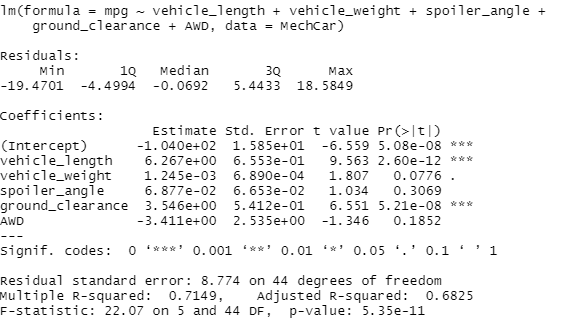 lm(formula = mpg ~ vehicle_length + vehicle_weight + spoiler_angle +
    ground_clearance + AWD, data = MechCar)

Residuals:
     Min       1Q   Median       3Q      Max
-19.4701  -4.4994  -0.0692   5.4433  18.5849

Coefficients:
                   Estimate Std. Error t value Pr(>|t|)
(Intercept)      -1.040e+02  1.585e+01  -6.559 5.08e-08 ***
vehicle_length    6.267e+00  6.553e-01   9.563 2.60e-12 ***
vehicle_weight    1.245e-03  6.890e-04   1.807   0.0776 .
spoiler_angle     6.877e-02  6.653e-02   1.034   0.3069
ground_clearance  3.546e+00  5.412e-01   6.551 5.21e-08 ***
AWD              -3.411e+00  2.535e+00  -1.346   0.1852
---
Signif. codes:  0 ‘***’ 0.001 ‘**’ 0.01 ‘*’ 0.05 ‘.’ 0.1 ‘ ’ 1

Residual standard error: 8.774 on 44 degrees of freedom
Multiple R-squared:  0.7149,    Adjusted R-squared:  0.6825
F-statistic: 22.07 on 5 and 44 DF,  p-value: 5.35e-11